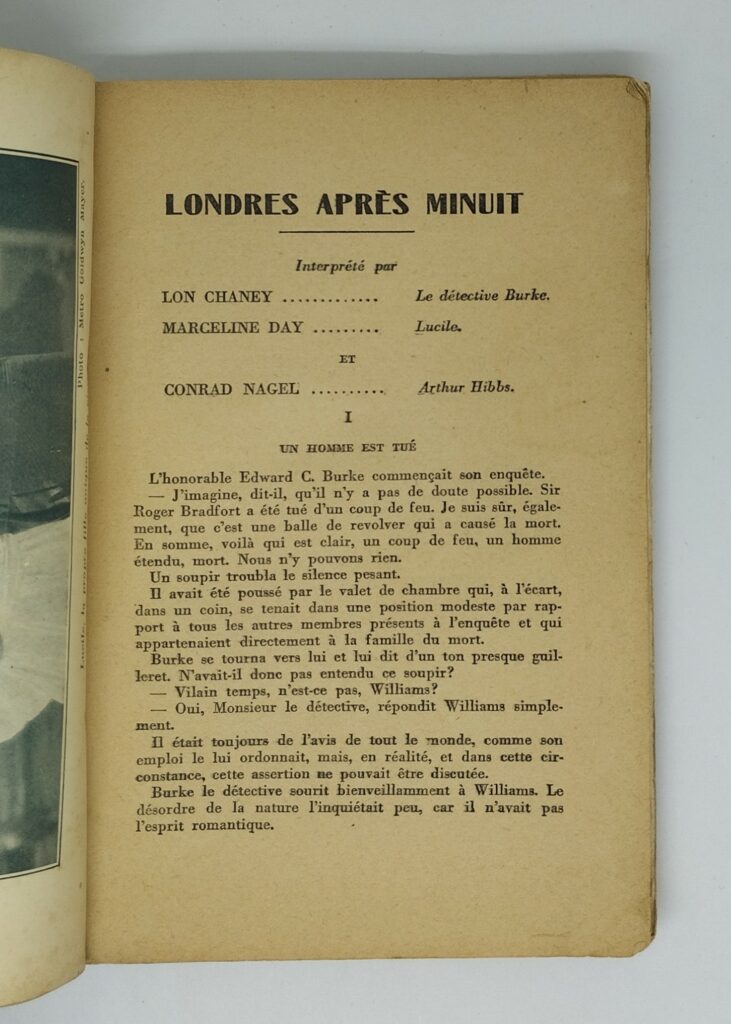 Photo : Metro Goldwyn Mayer.
LONDRES APRÈS MINUIT
Interprété par
LON CHANEY ............. Le détective Burke.
MARCELINE DAY ......... Lucile.
ET
CONRAD NAGEL .......... Arthur Hibbs.
I
UN HOMME EST TUÉ
L'honorable Edward C. Burke commençait son enquête.
— J'imagine, dit-il, qu'il n'y a pas de doute possible. Sir
Roger Bradfort a été tué d'un coup de feu. Je suis sûr, égale-
ment, que c'est une balle de revolver qui a causé la mort.
En somme, voilà qui est clair, un coup de feu, un homme
étendu, mort. Nous n'y pouvons rien.
Un soupir troubla le silence pesant.
Il avait été poussé par le valet de chambre qui, à l'écart,
dans un coin, se tenait dans une position modeste par rap-
port à tous les autres membres présents à l'enquête et qui
appartenaient directement à la famille du mort.
Burke se tourna vers lui et lui dit d'un ton presque guil-
leret. N'avait-il donc pas entendu ce soupir?
— Vilain temps, n'est-ce pas, Williams?
— Oui, Monsieur le détective, répondit Williams simple-
ment.
Il était toujours de l'avis de tout le monde, comme son
emploi le lui ordonnait, mais, en réalité, et dans cette cir-
constance, cette assertion ne pouvait être discutée.
Burke le détective sourit bienveillamment à Williams. Le
désordre de la nature l'inquiétait peu, car il n'avait pas
l'esprit romantique.